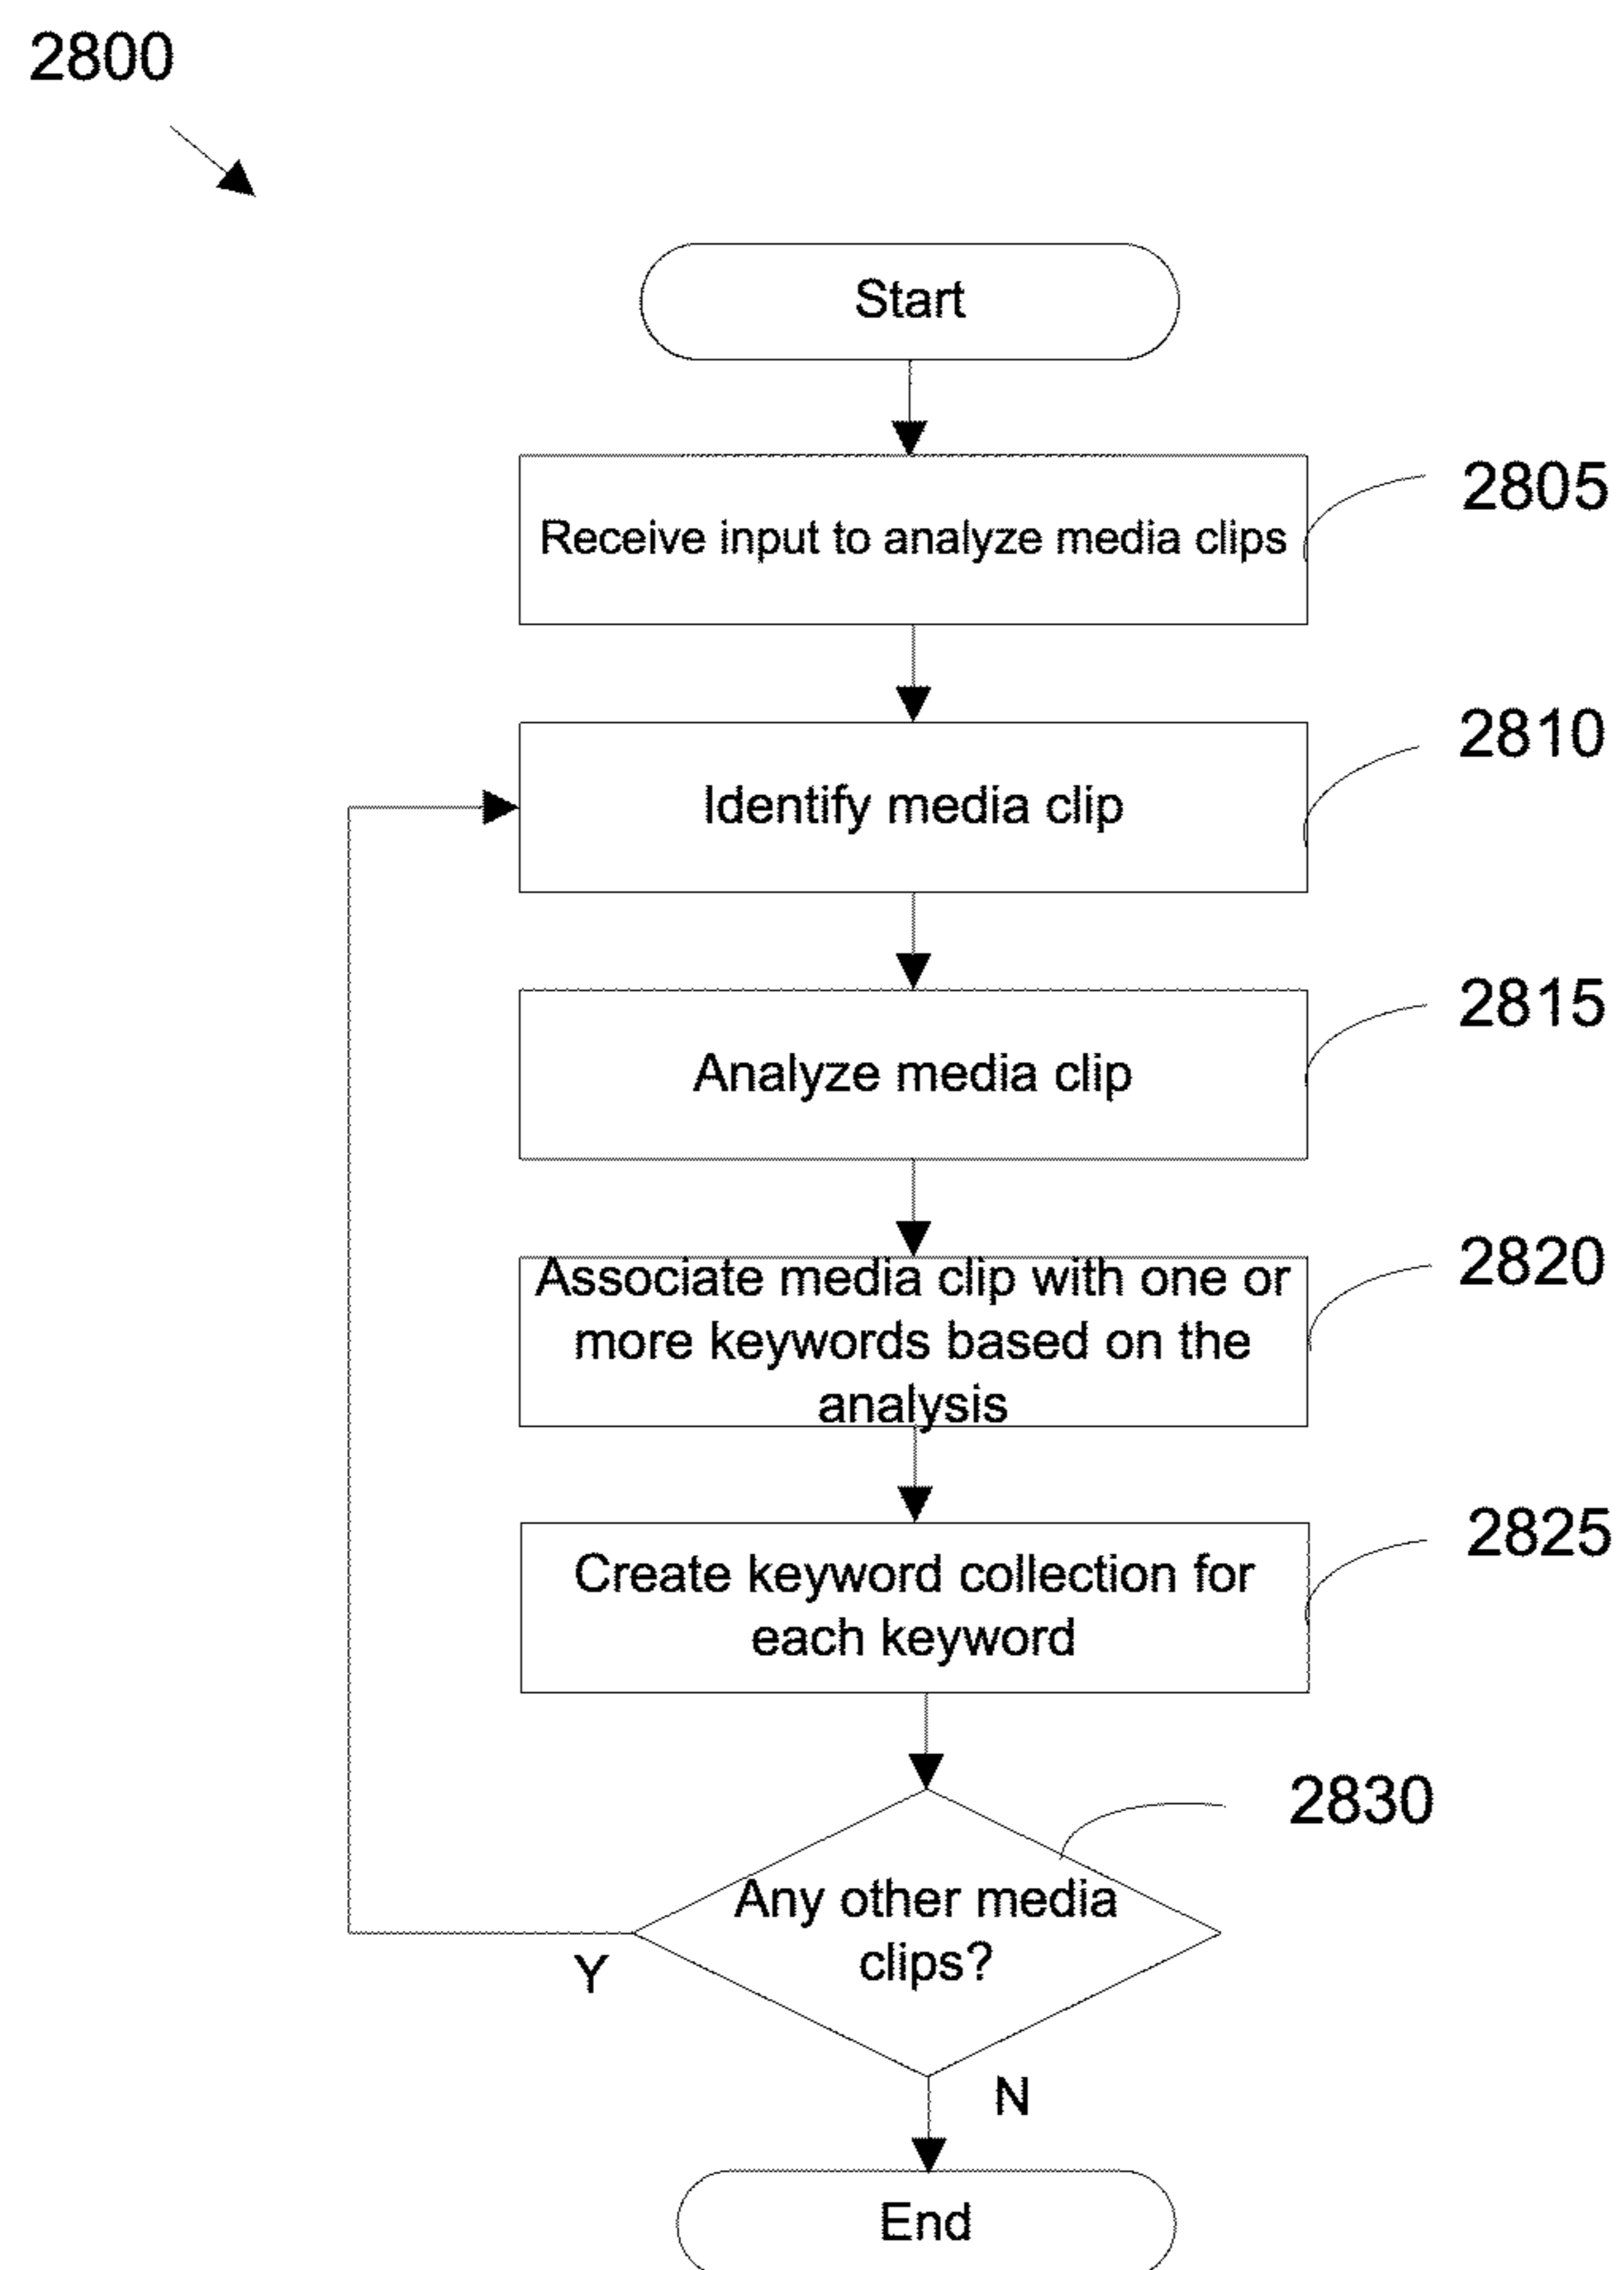 2800
Start
Receive input to analyze media clips
2805
Identify media clip
2810
Analyze media clip
2815
Associate media clip with one or
more keywords based on the
analysis
2820
Create keyword collection for
each keyword
2825
Any other media
clips?
2830
Y
N
End